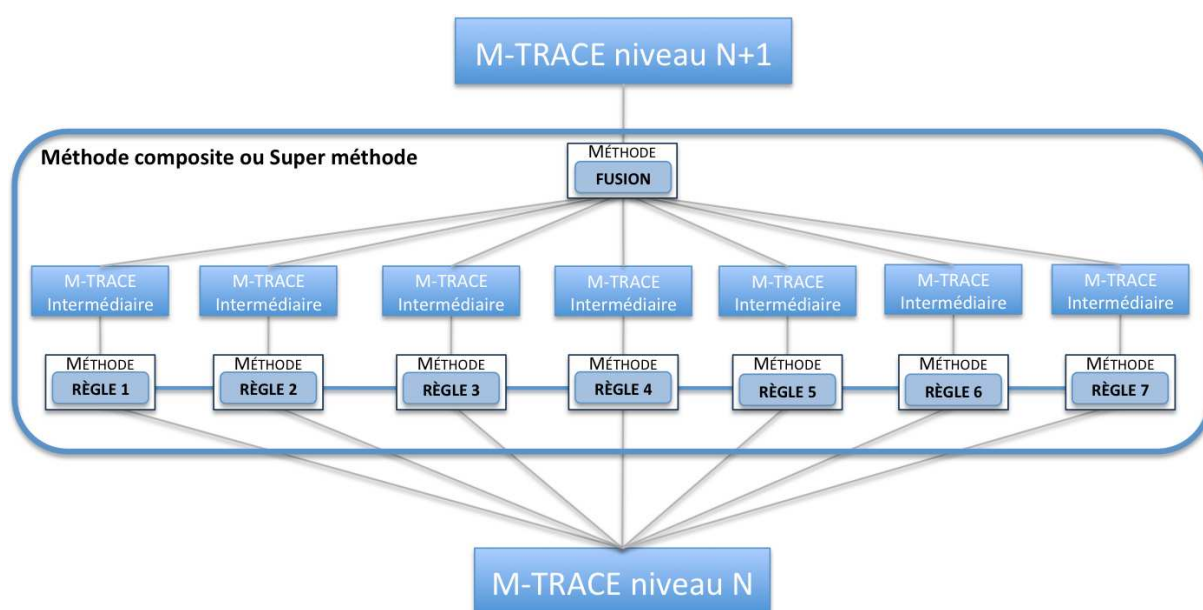 M-TRACE niveau N+1
Méthode composite ou Super méthode
MÉTHODE
FUSION
M-TRACE
Intermédiaire
M-TRACE
Intermédiaire
M-TRACE
Intermédiaire
M-TRACE
Intermédiaire
M-TRACE
Intermédiaire
M-TRACE
Intermédiaire
M-TRACE
Intermédiaire
MÉTHODE
RÈGLE 1
MÉTHODE
RÈGLE 2
MÉTHODE
RÈGLE 3
MÉTHODE
RÈGLE 4
MÉTHODE
RÈGLE 5
MÉTHODE
RÈGLE 6
MÉTHODE
RÈGLE 7
M-TRACE niveau N